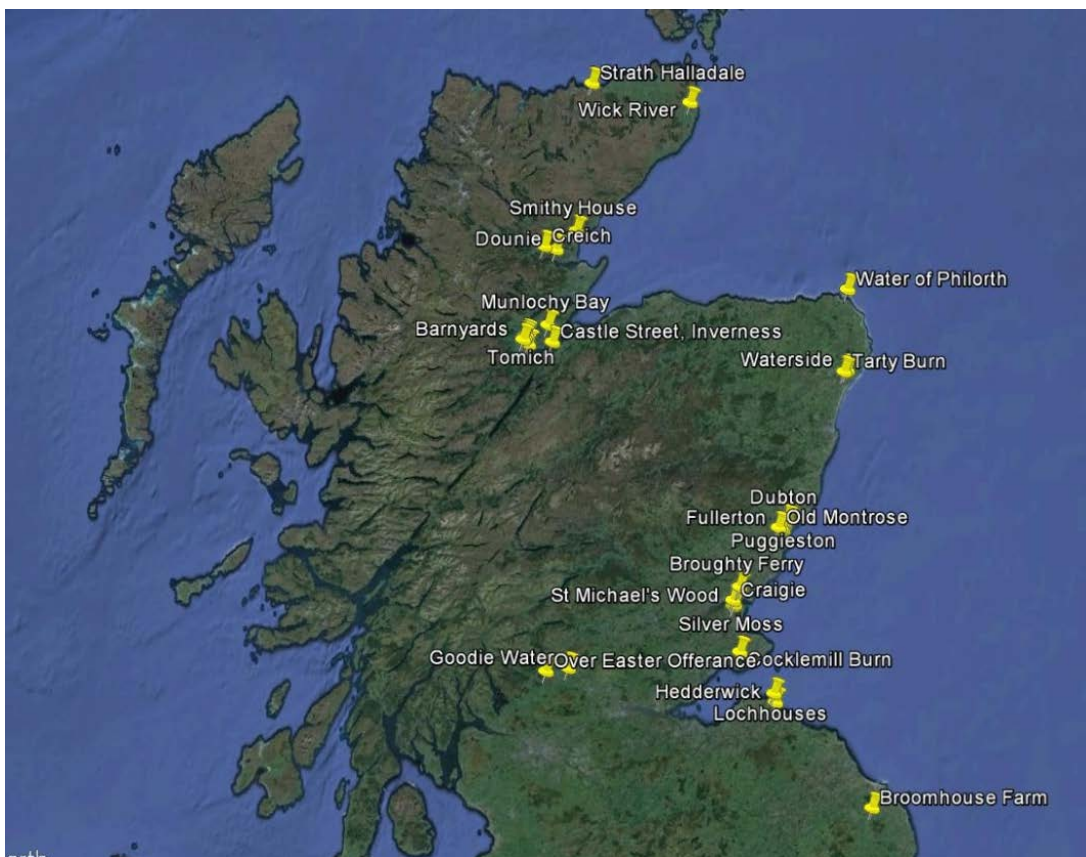 Strath Halladale
Wick River
Smithy House
Dounie
Creich
Water of Philorth
Munlochy Bay
Barnyards
Castle Street, Inverness
Tomich
Waterside
Tarty Burn
Dubton
Fullerton
Old Montrose
Puggieston
Broughty Ferry
St Michael's Wood
Craigie
Silver Moss
Goodie Water
Over Easter Offerance
Cocklemill Burn
Hedderwick
Lochhouses
Broomhouse Farm